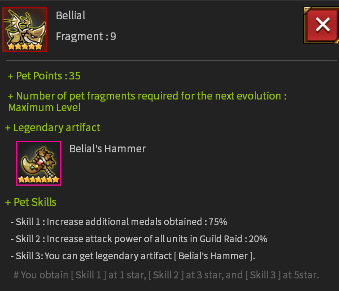 Bellial
Fragment : 9
+ Pet Points : 35
+ Number of pet fragments required for the next evolution :
Maximum Level
+ Legendary artifact
Belial's Hammer
+ Pet Skills
- Skill 1 : Increase additional medals obtained : 75%
- Skill 2 : Increase attack power of all units in Guild Raid : 20%
- Skill 3: You can get legendary artifact [ Belial's Hammer ].
# You obtain [ Skill 1 ] at 1 star, [ Skill 2 ] at 3 star, and [ Skill 3 ] at 5star.